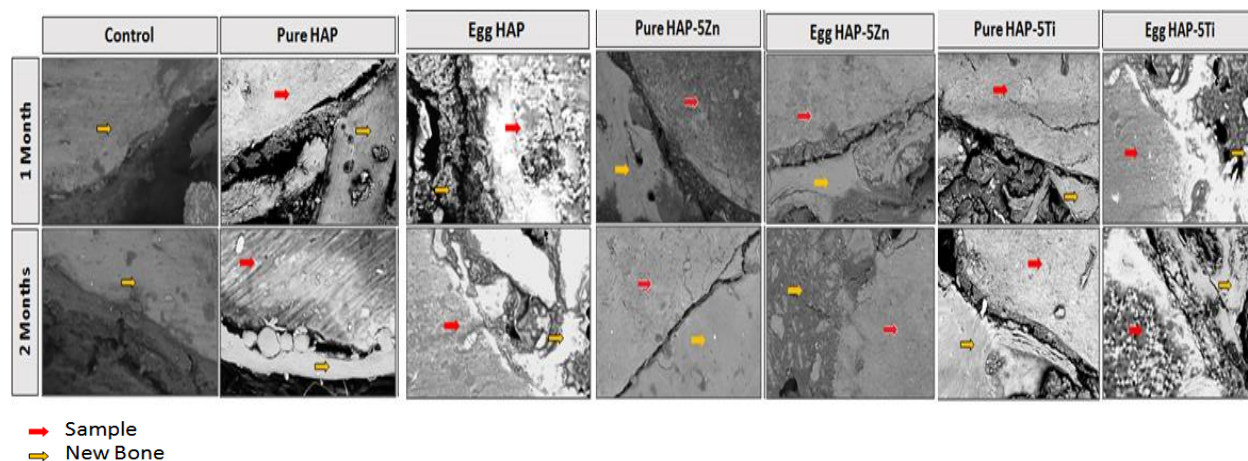 Control
Pure HAP
Egg HAP
Pure HAP-5Zn
Egg HAP-5Zn
Pure HAP-5Ti
Egg HAP-5Ti
1 Month
2 Months
Sample
New Bone